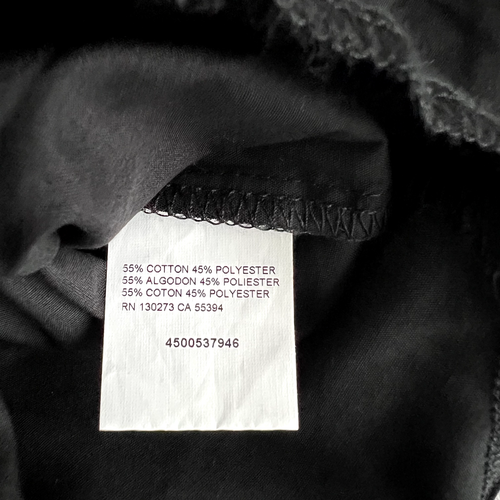 55% COTTON 45% POLYESTER
55% ALGODON 45% POLIESTER
55% COTON 45% POLYESTER
RN 130273 CA 55394
4500537946